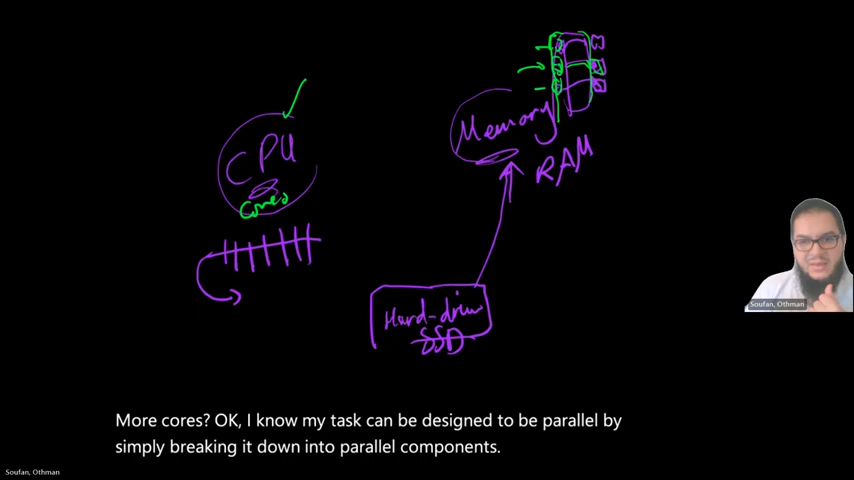 CPU
Cores
Memory
RAM
Hard-drive
SSD
Soufan, Othman
More cores? OK, I know my task can be designed to be parallel by
simply breaking it down into parallel components.
Soufan, Othman